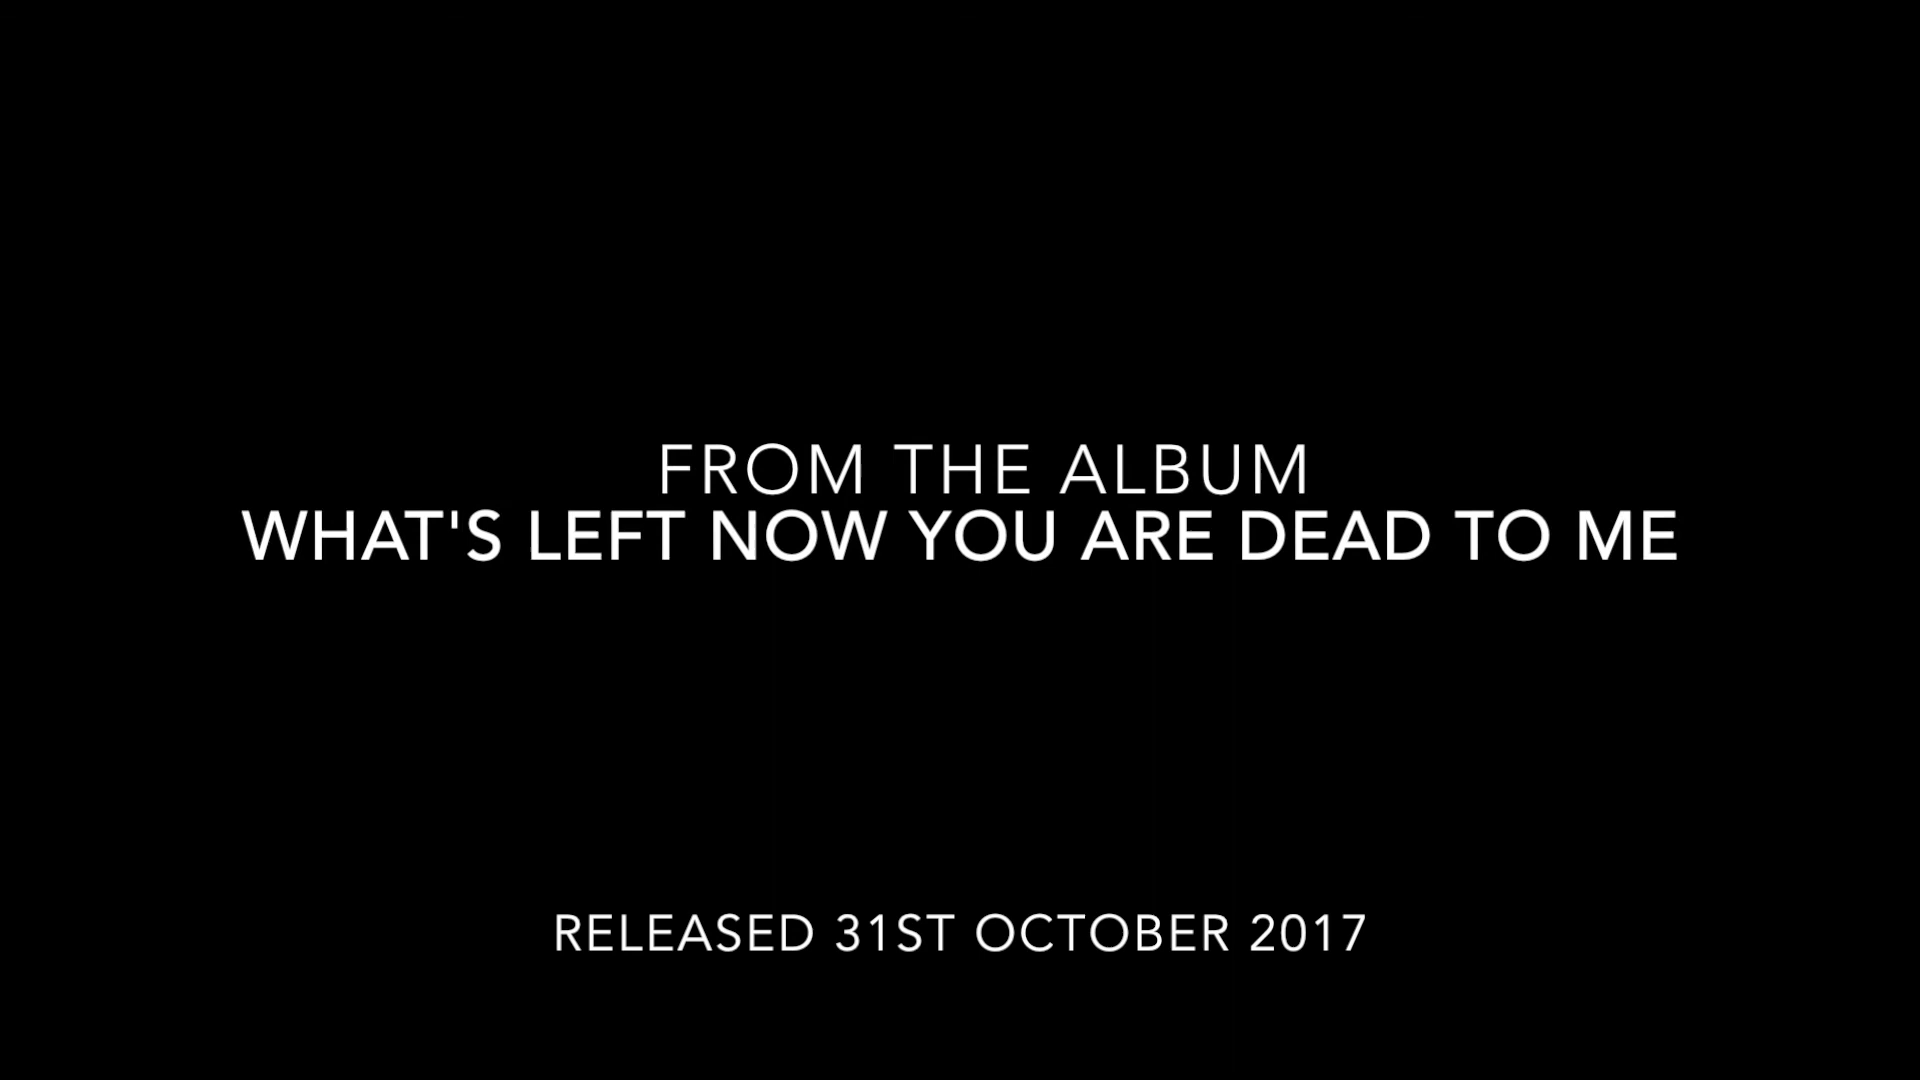 FROM THE ALBUM
WHAT'S LEFT NOW YOU ARE DEAD TO ME
RELEASED 31ST OCTOBER 2017